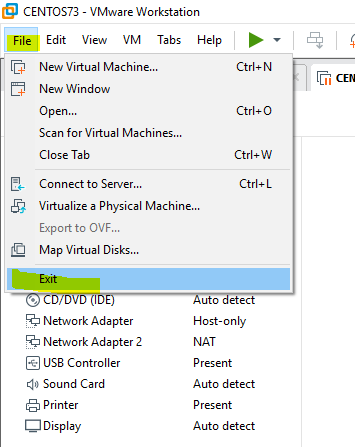 CENTOS73 - VMware Workstation
File Edit View VM Tabs Help
New Virtual Machine... Ctrl+N
New Window
Open... Ctrl+O
Scan for Virtual Machines...
Close Tab Ctrl+W
Connect to Server... Ctrl+L
Virtualize a Physical Machine...
Export to OVF...
Map Virtual Disks...
Exit
CD/DVD (IDE) Auto detect
Network Adapter Host-only
Network Adapter 2 NAT
USB Controller Present
Sound Card Auto detect
Printer Present
Display Auto detect